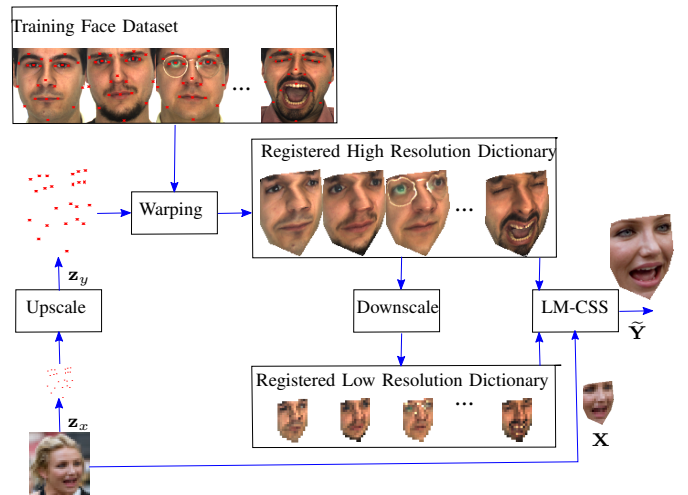 Training Face Dataset
...
Registered High Resolution Dictionary
Warping
...
z_y
Upscale
Downscale
LM-CSS
Ỹ
Registered Low Resolution Dictionary
...
z_x
X